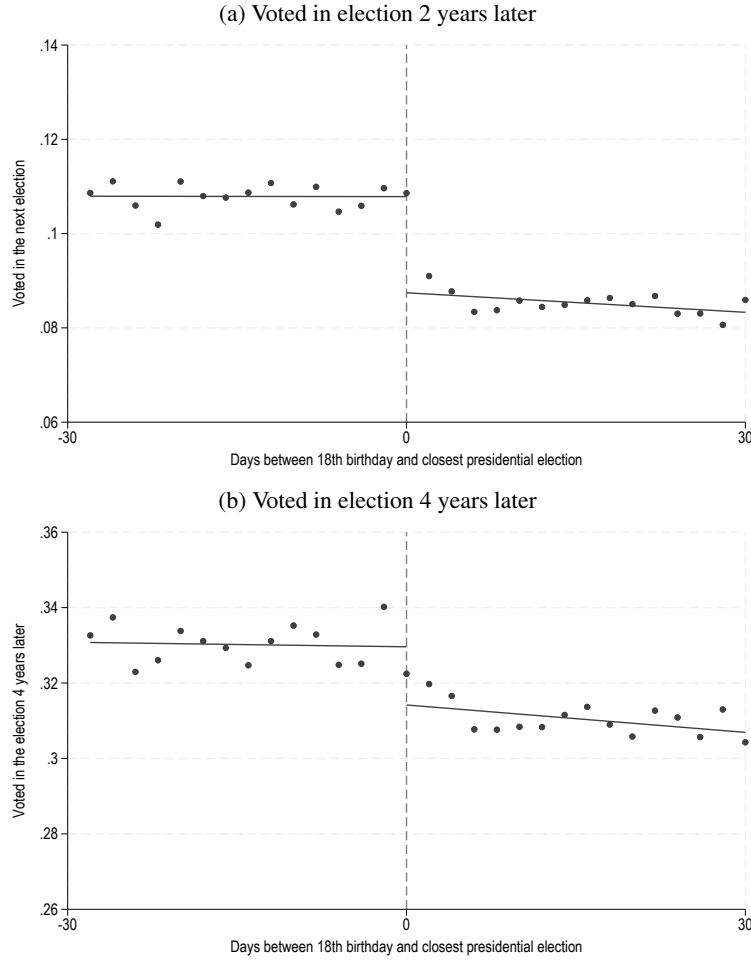 (a) Voted in election 2 years later
.14
.12
.1
.08
.06
Voted in the next election
-30 0 30
Days between 18th birthday and closest presidential election
(b) Voted in election 4 years later
.36
.34
.32
.3
.28
.26
Voted in the election 4 years later
-30 0 30
Days between 18th birthday and closest presidential election